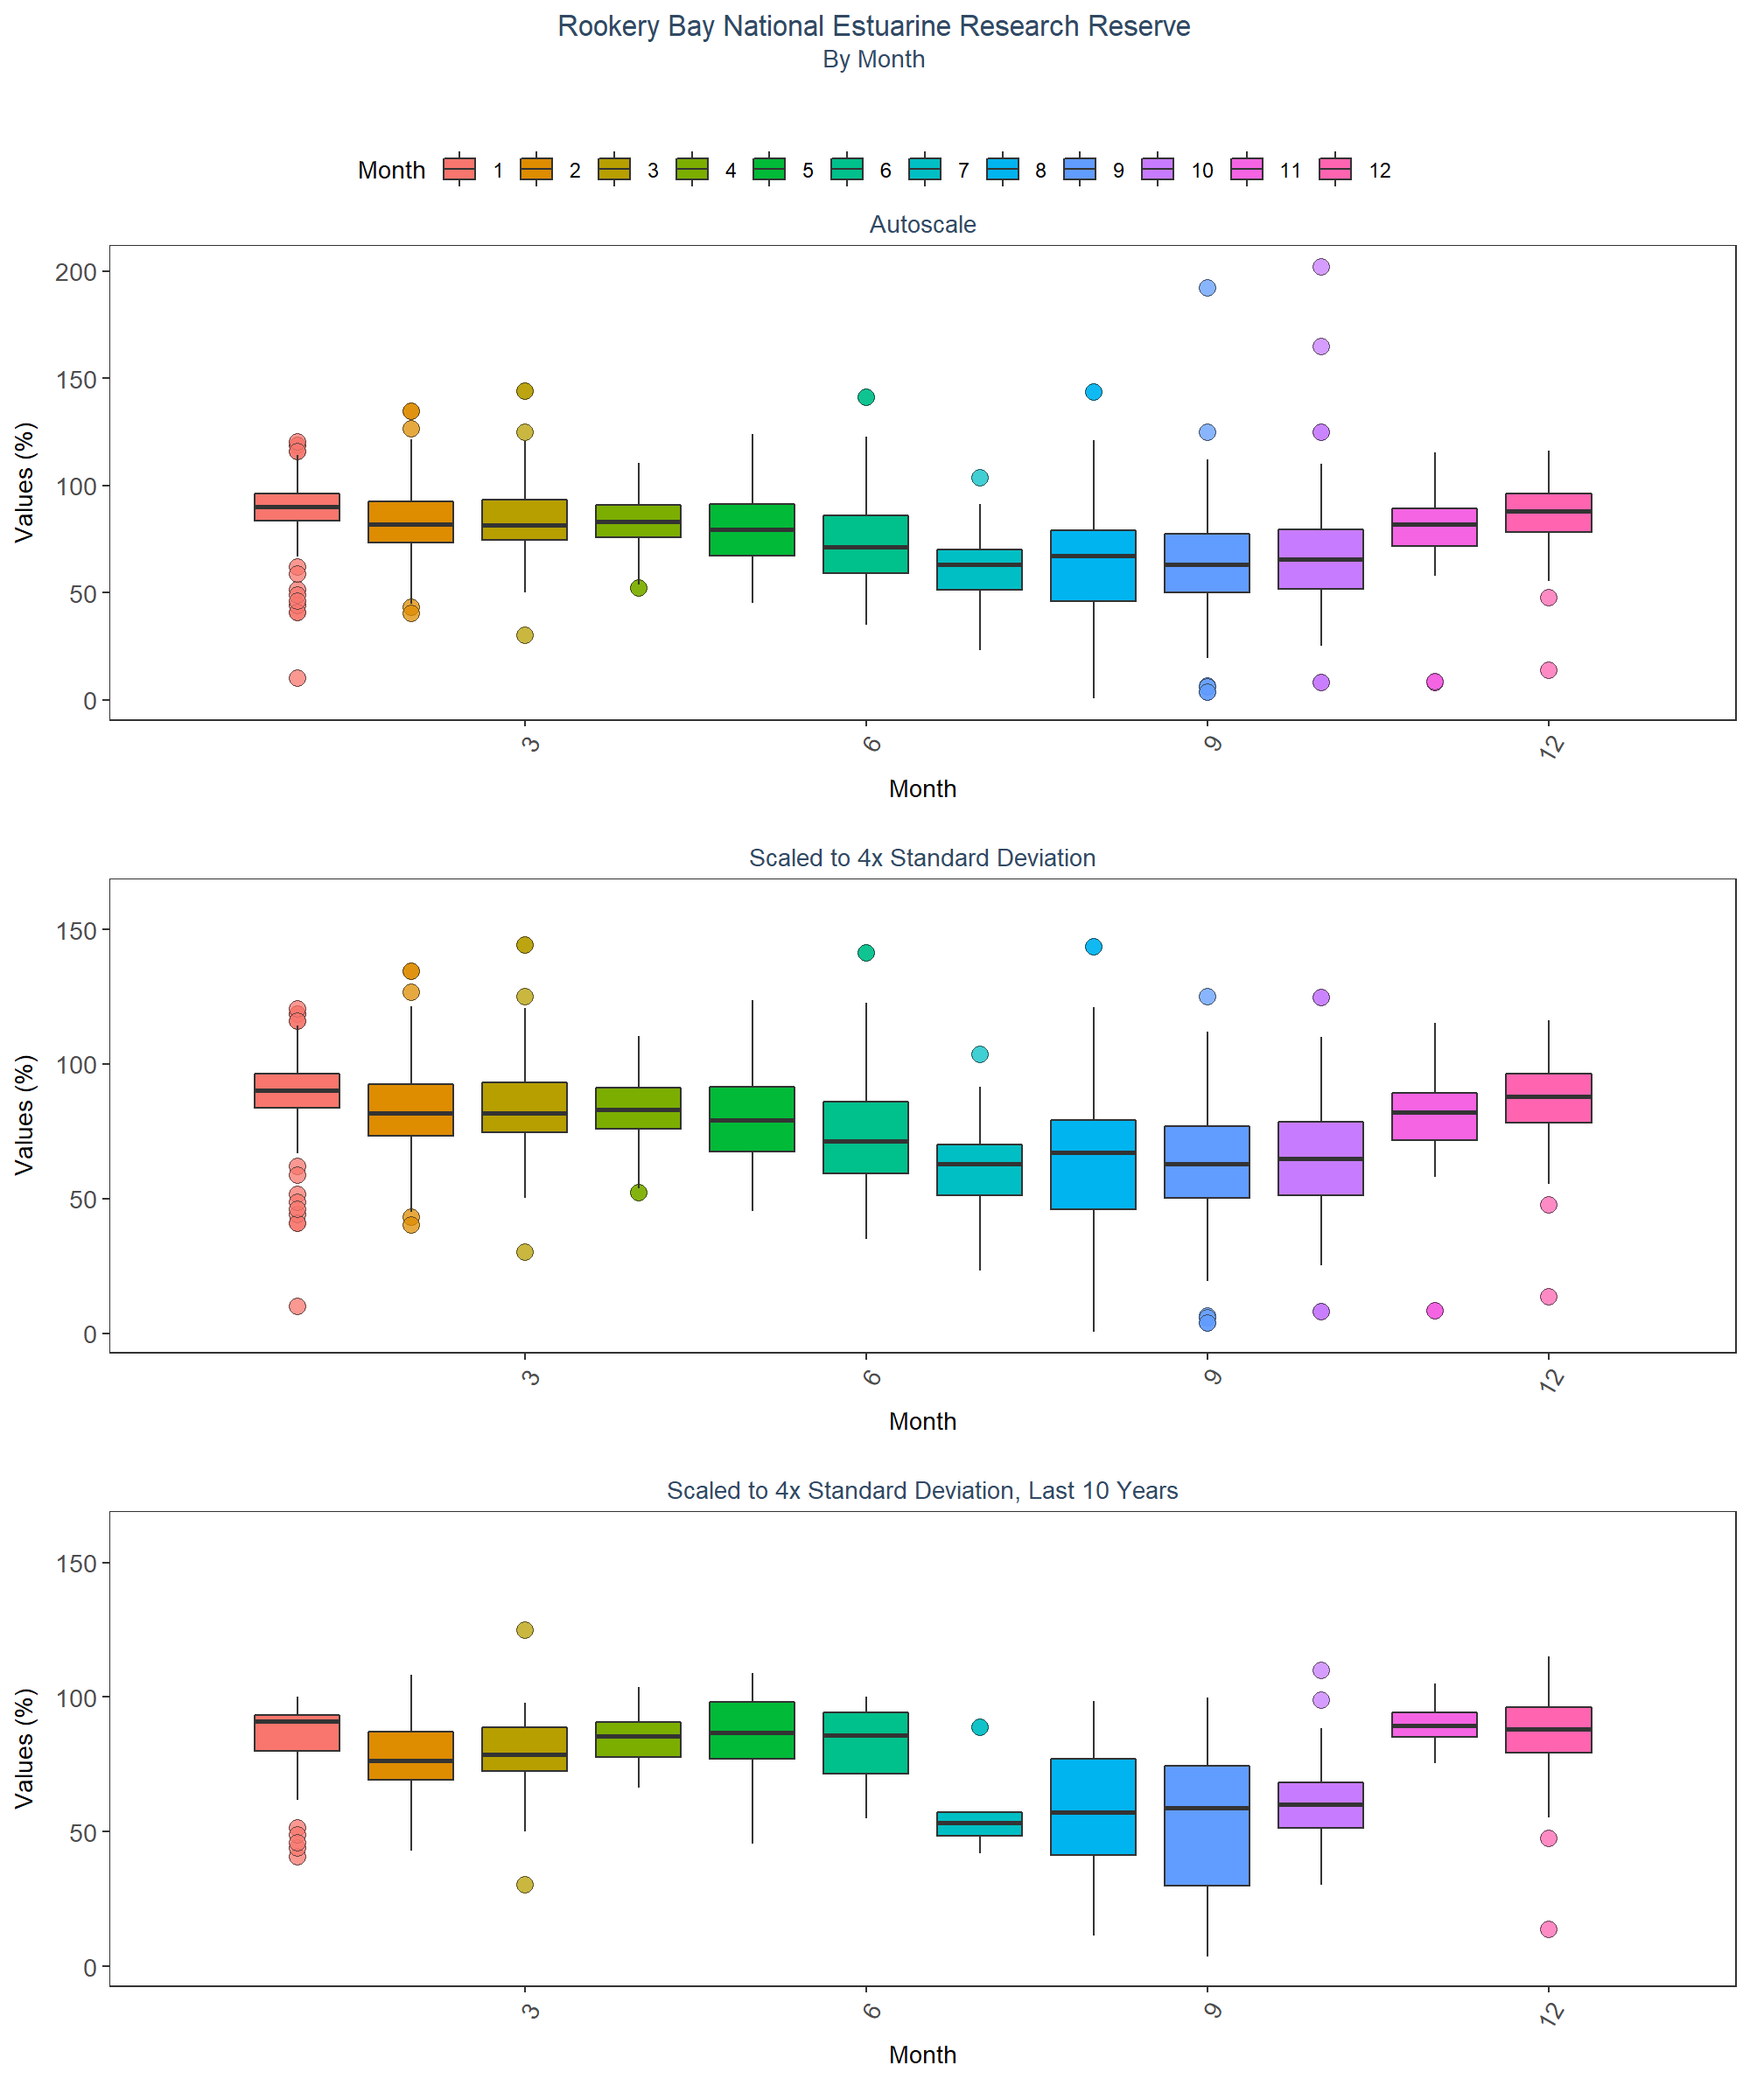 Rookery Bay National Estuarine Research Reserve
By Month
Month 1 2 3 4 5 6 7 8 9 10 11 12
Autoscale
Values (%)
200
150
100
50
0
3 6 9 12
Month
Scaled to 4x Standard Deviation
Values (%)
150
100
50
0
3 6 9 12
Month
Scaled to 4x Standard Deviation, Last 10 Years
Values (%)
150
100
50
0
3 6 9 12
Month